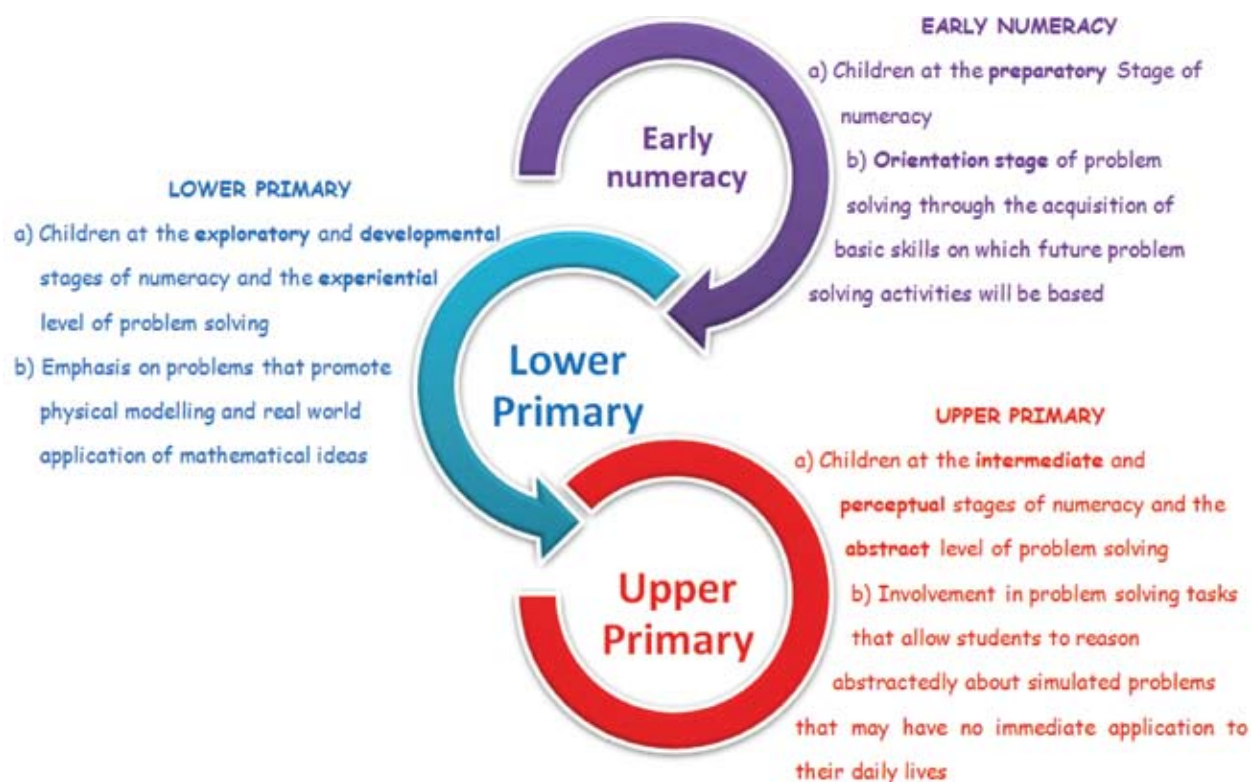 EARLY NUMERACY
a) Children at the preparatory Stage of
numeracy
b) Orientation stage of problem
solving through the acquisition of
basic skills on which future problem
solving activities will be based
Early
numeracy
LOWER PRIMARY
a) Children at the exploratory and developmental
stages of numeracy and the experiential
level of problem solving
b) Emphasis on problems that promote
physical modelling and real world
application of mathematical ideas
Lower
Primary
UPPER PRIMARY
a) Children at the intermediate and
perceptual stages of numeracy and the
abstract level of problem solving
b) Involvement in problem solving tasks
that allow students to reason
abstractedly about simulated problems
that may have no immediate application to
their daily lives
Upper
Primary